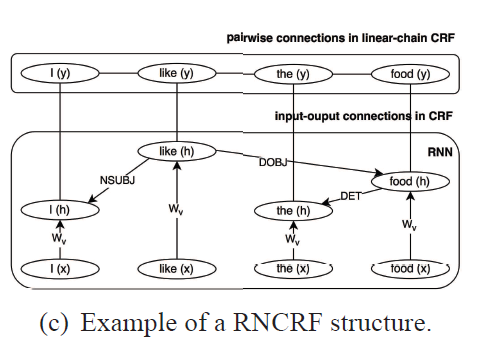 pairwise connections in linear-chain CRF
I (y) like (y) the (y) food (y)
input-ouput connections in CRF
RNN
like (h)
DOBJ
NSUBJ
food (h)
DET
I (h) the (h)
Wv Wv Wv Wv
I (x) like (x) the (x) food (x)
(c) Example of a RNCRF structure.